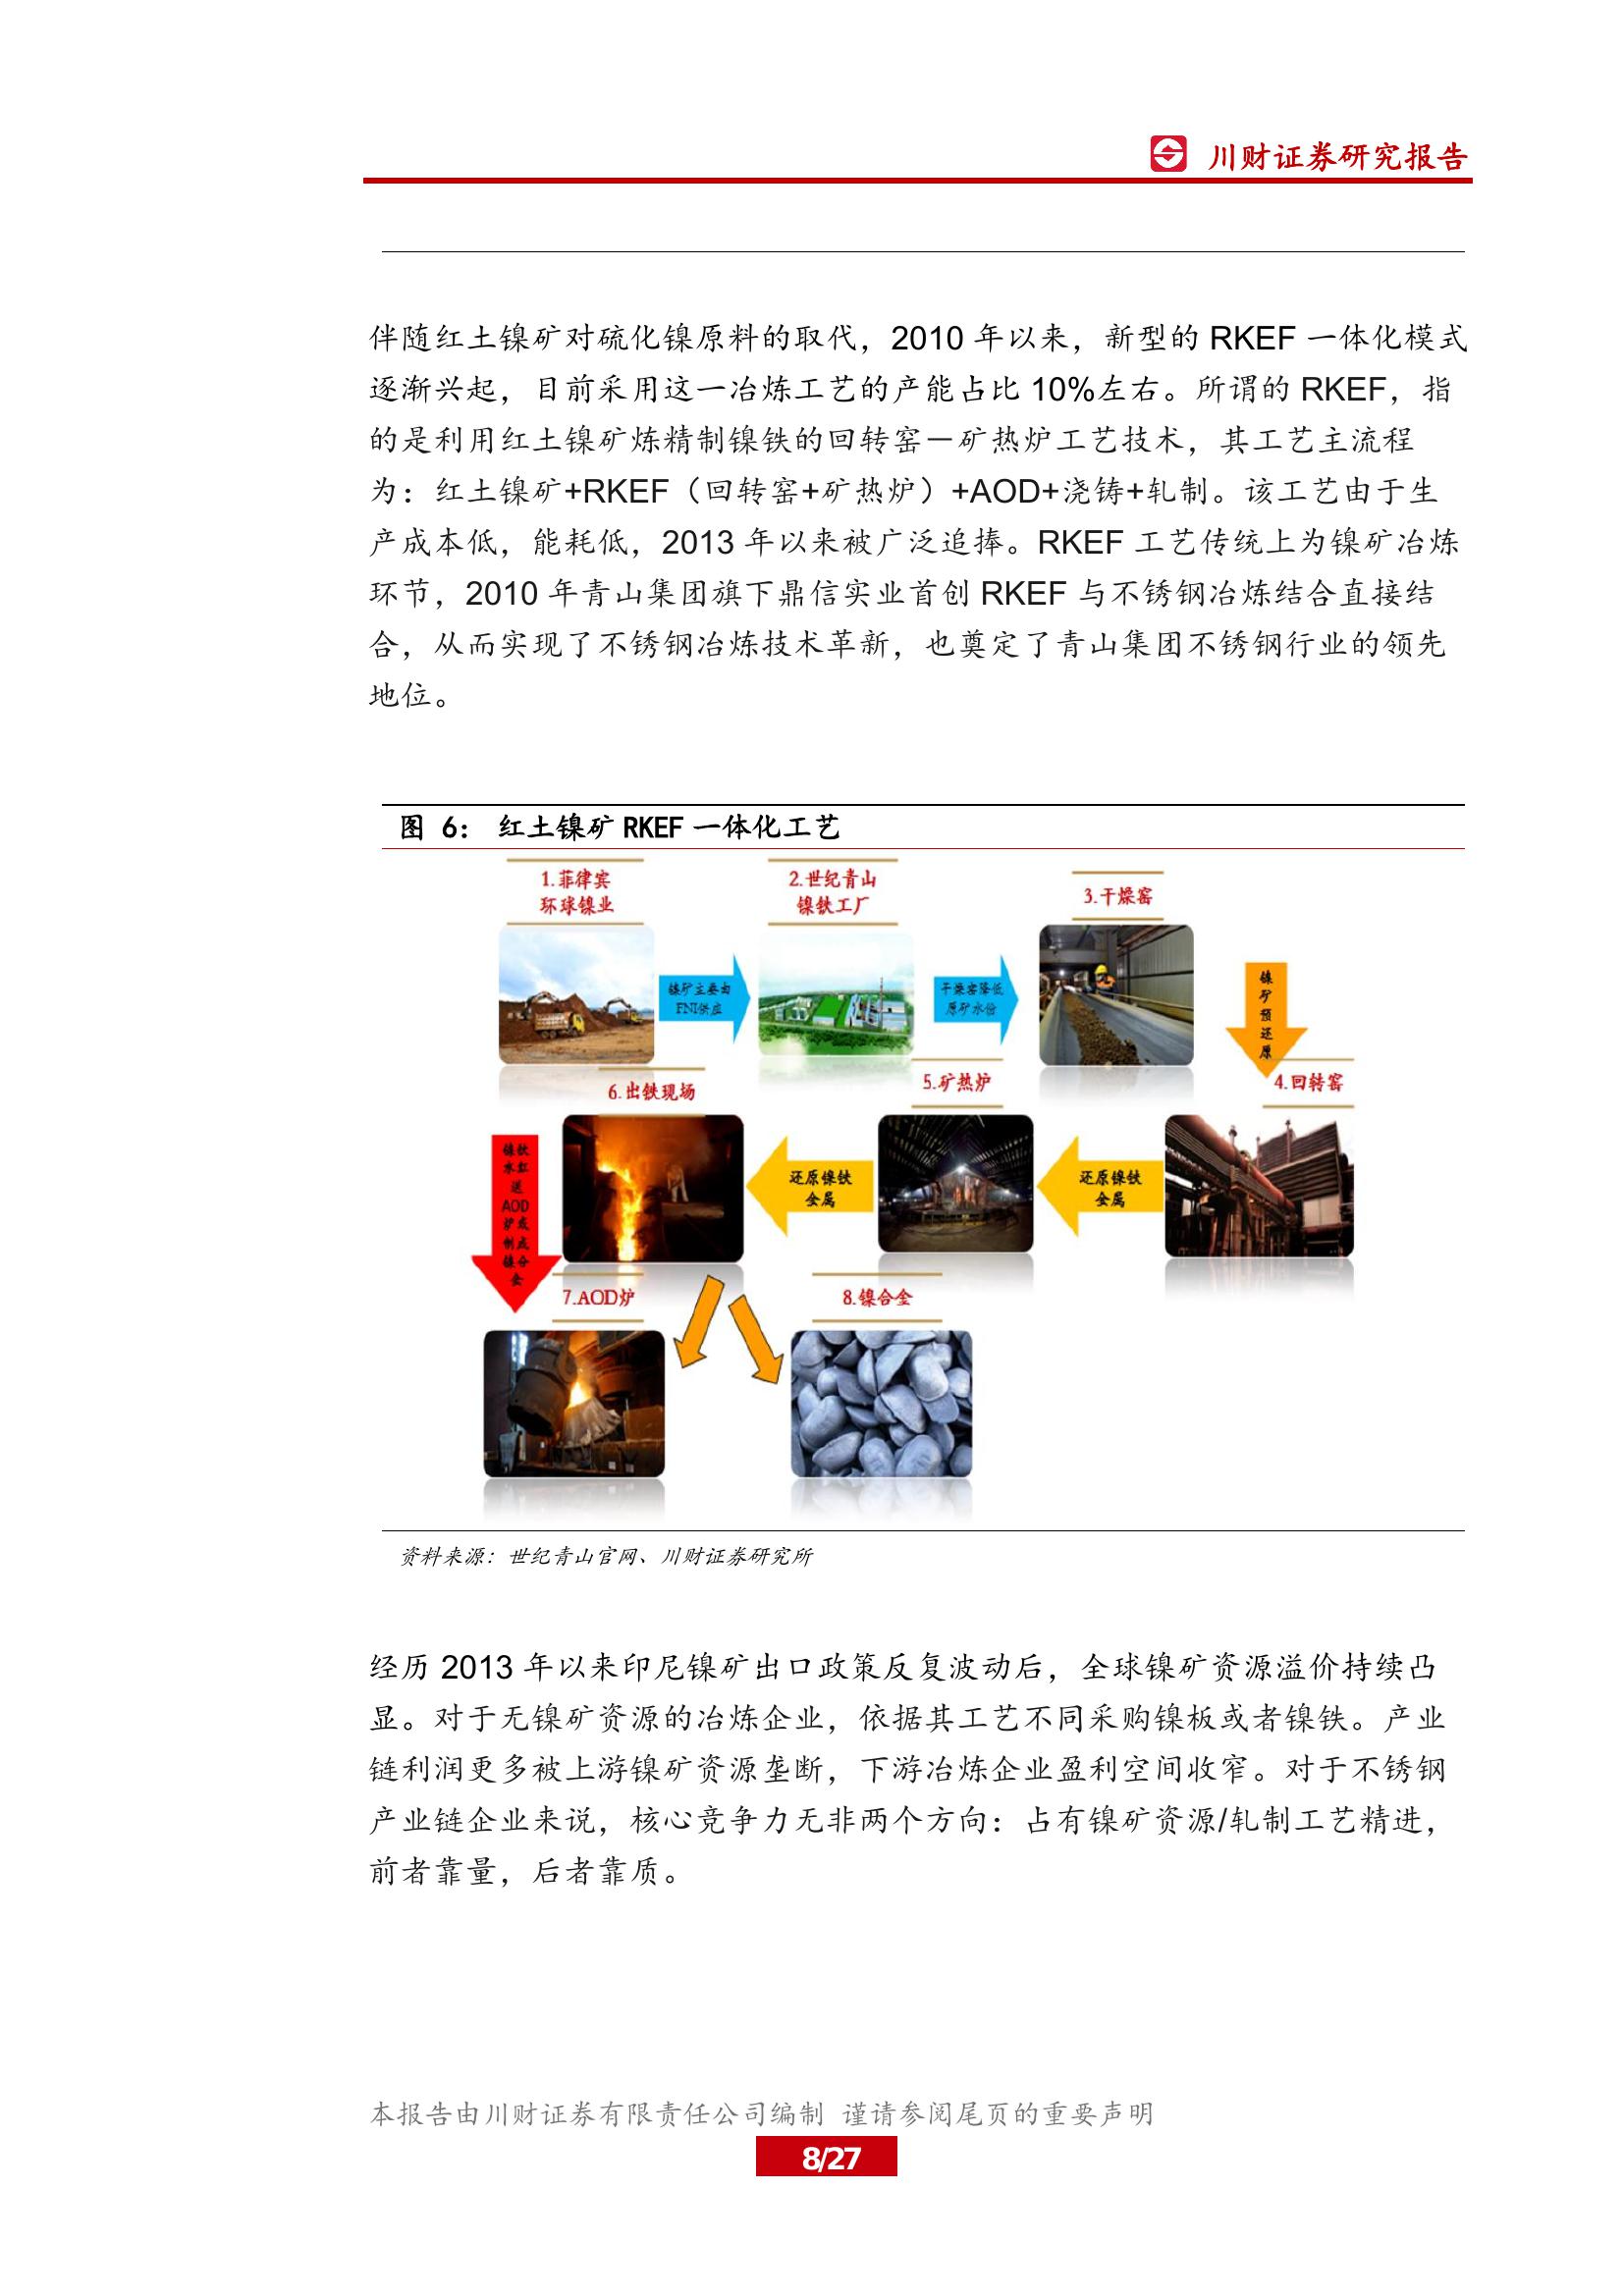 川财证券研究报告
伴随红土镍矿对硫化镍原料的取代，2010 年以来，新型的 RKEF 一体化模式
逐渐兴起，目前采用这一冶炼工艺的产能占比 10%左右。所谓的 RKEF，指
的是利用红土镍矿炼精制镍铁的回转窑－矿热炉工艺技术，其工艺主流程
为：红土镍矿+RKEF（回转窑+矿热炉）+AOD+浇铸+轧制。该工艺由于生
产成本低，能耗低，2013 年以来被广泛追捧。RKEF 工艺传统上为镍矿冶炼
环节，2010 年青山集团旗下鼎信实业首创 RKEF 与不锈钢冶炼结合直接结
合，从而实现了不锈钢冶炼技术革新，也奠定了青山集团不锈钢行业的领先
地位。
图 6： 红土镍矿 RKEF 一体化工艺
1.菲律宾
环球镍业
镍矿主要由
FNI供应
2.世纪青山
镍铁工厂
干燥窑降低
原矿水份
3.干燥窑
镍
矿
预
还
原
4.回转窑
还原镍铁
金属
5.矿热炉
还原镍铁
金属
6.出铁现场
镍铁
水缸
送
AOD
炉炭
制成
镍分
金
7.AOD炉
8.镍合金
资料来源：世纪青山官网、川财证券研究所
经历 2013 年以来印尼镍矿出口政策反复波动后，全球镍矿资源溢价持续凸
显。对于无镍矿资源的冶炼企业，依据其工艺不同采购镍板或者镍铁。产业
链利润更多被上游镍矿资源垄断，下游冶炼企业盈利空间收窄。对于不锈钢
产业链企业来说，核心竞争力无非两个方向：占有镍矿资源/轧制工艺精进，
前者靠量，后者靠质。
本报告由川财证券有限责任公司编制 谨请参阅尾页的重要声明
8/27